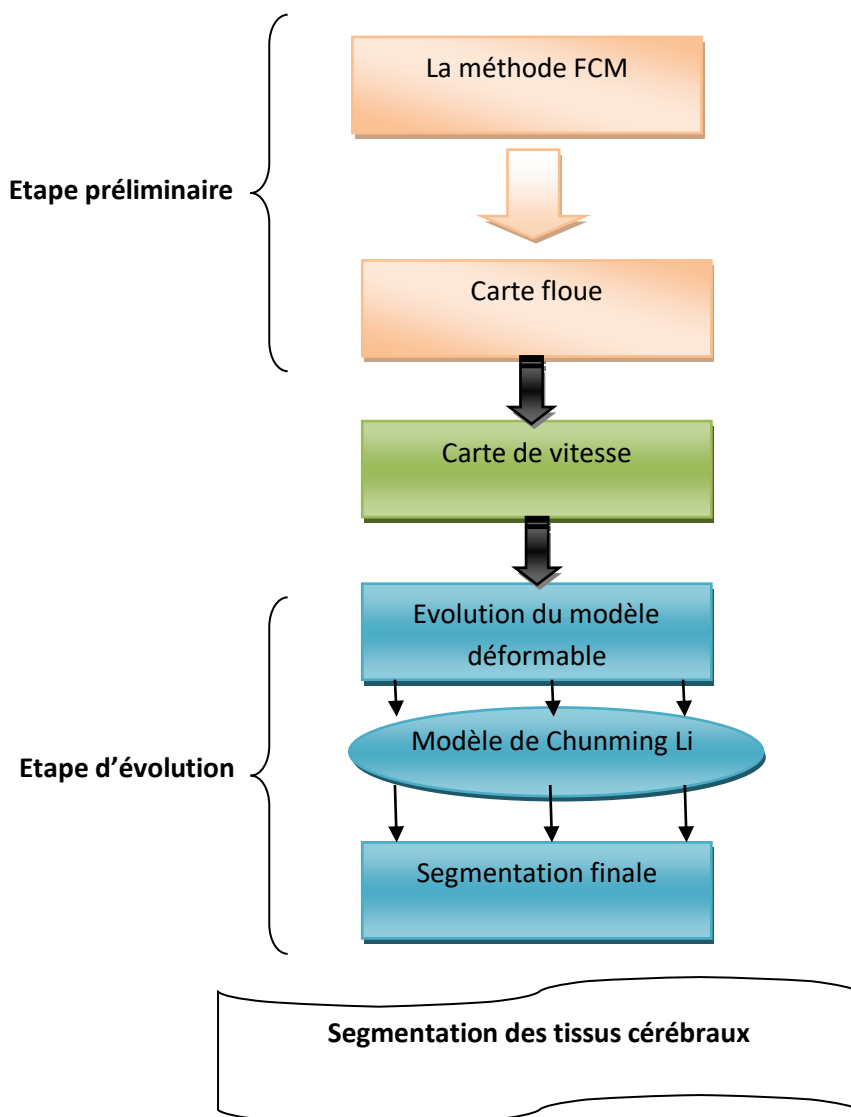 La méthode FCM
Etape préliminaire
Carte floue
Carte de vitesse
Evolution du modèle
déformable
Modèle de Chunming Li
Etape d’évolution
Segmentation finale
Segmentation des tissus cérébraux